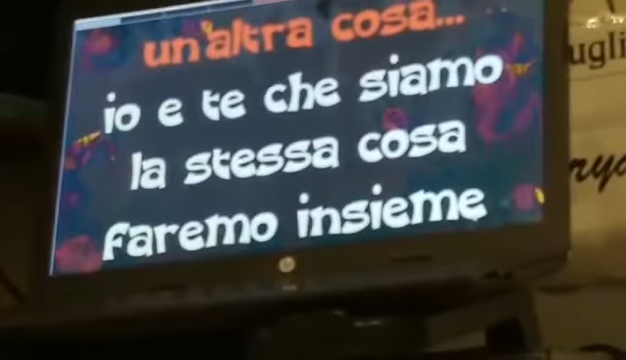 un'altra cosa...
io e te che siamo
la stessa cosa
faremo insieme